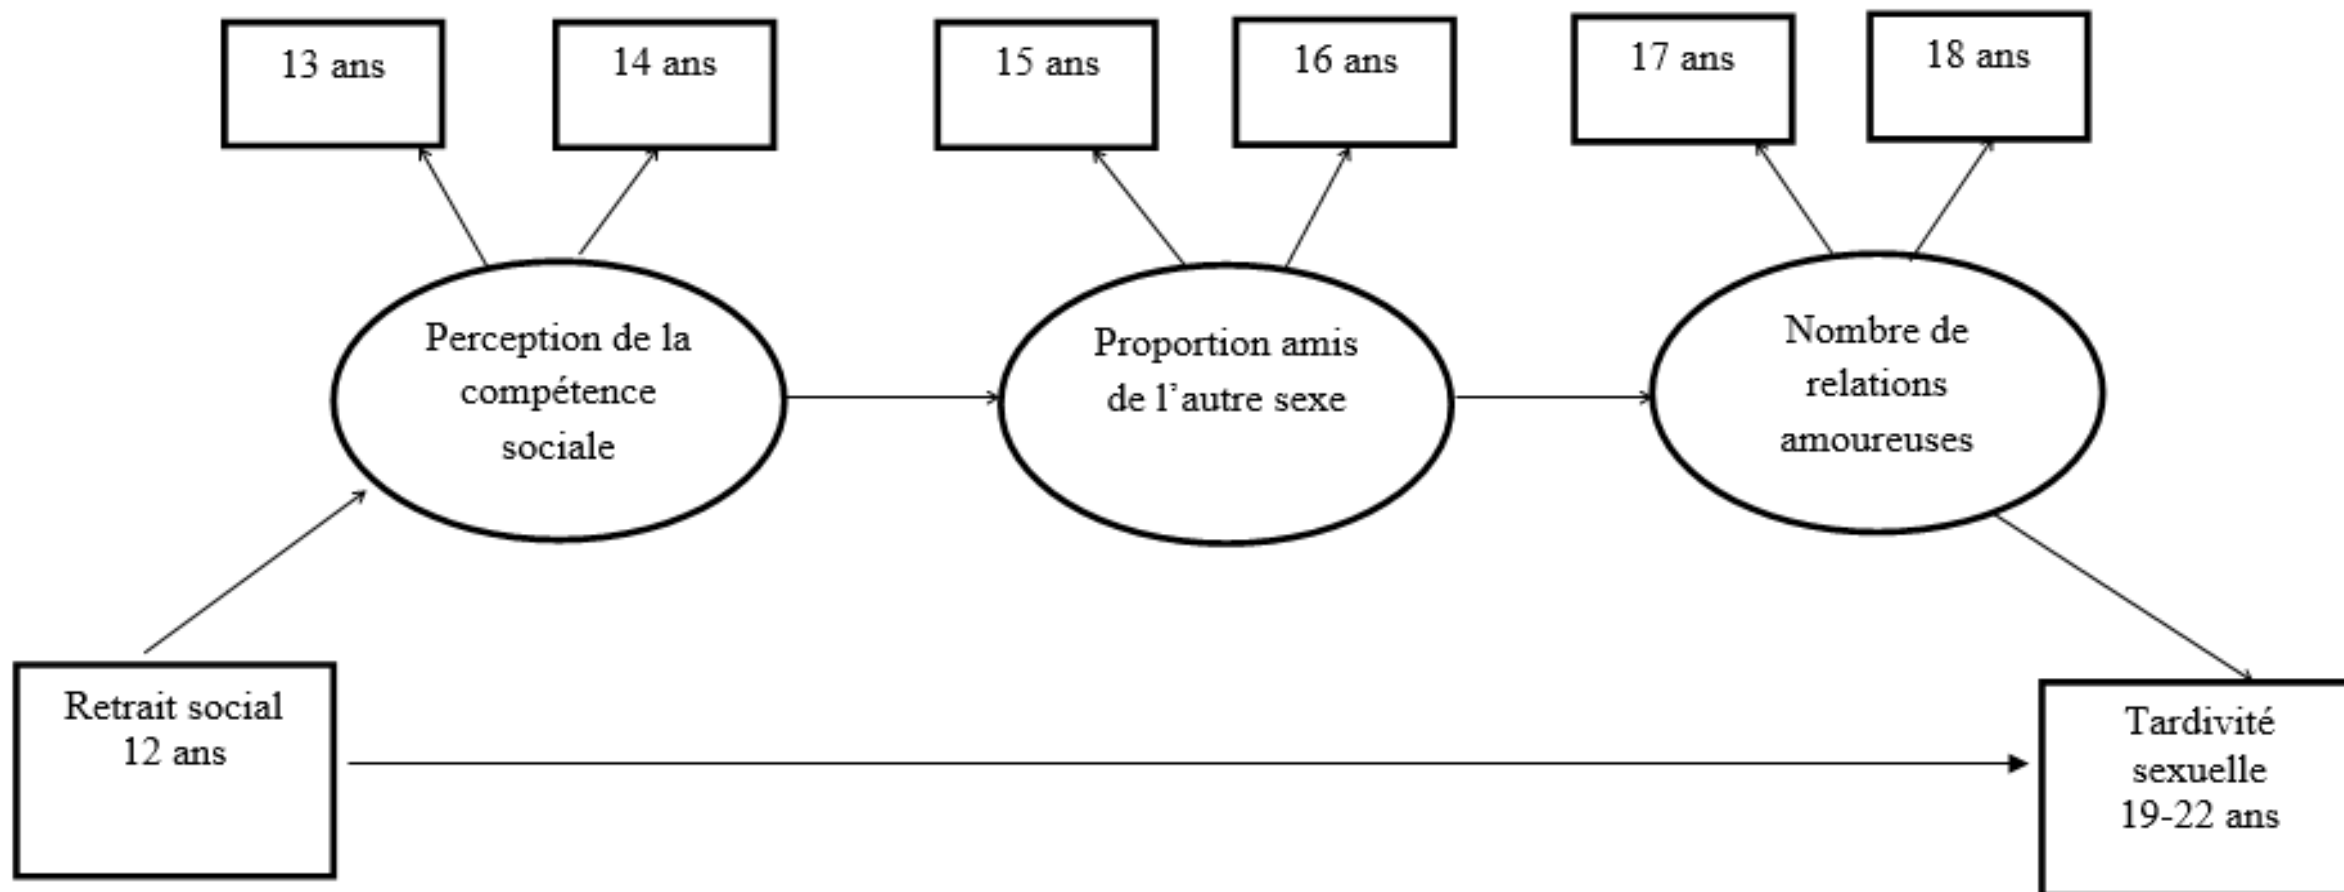 13 ans
14 ans
15 ans
16 ans
17 ans
18 ans
Perception de la
compétence
sociale
Proportion amis
de l’autre sexe
Nombre de
relations
amoureuses
Retrait social
12 ans
Tardivité
sexuelle
19-22 ans